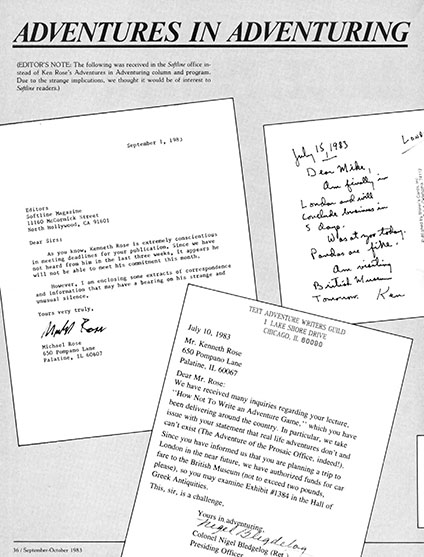 ADVENTURES IN ADVENTURING
(EDITOR'S NOTE: The following was received in the Softline office in-
stead of Ken Rose's Adventures in Adventuring column and program.
Due to the strange implications, we thought it would be of interest to
Softline readers.)
September 1, 1983
Editors
Softline Magazine
11160 McCormick Street
North Hollywood, CA 91601
Dear Sirs:
As you know, Kenneth Rose is extremely conscientious
in meeting deadlines for your publication. Since we have
not heard from him in the last three weeks, it appears he
will not be able to meet his commitment this month.
However, I am enclosing some extracts of correspondence
and information that may have a bearing on his strange and
unusual silence.
Yours very truly,
Michael Rose
Michael Rose
650 Pompano Lane
Palatine, IL 60067
July 15, 1983
Dear Mike,
Am finally in
London and will
conclude business in
5 days.
Was at zoo today.
Pandas are fine.
Am visiting
British Museum
Tomorrow. Ken
TEXT ADVENTURE WRITERS GUILD
1 LAKE SHORE DRIVE
CHICAGO, IL 80080
July 10, 1983
Mr. Kenneth Rose
650 Pompano Lane
Palatine, IL 60067
Dear Mr. Rose:
We have received many inquiries regarding your lecture,
"How Not To Write an Adventure Game," which you have
been delivering around the country. In particular, we take
issue with your statement that real life adventures don't and
can't exist (The Adventure of the Prosaic Office, indeed!).
Since you have informed us that you are planning a trip to
London in the near future, we have authorized funds for car
fare to the British Museum (not to exceed two pounds,
please), so you may examine Exhibit #1384 in the Hall of
Greek Antiquities.
This, sir, is a challenge.
Yours in adventuring,
Nigel Bledgelog
Colonel Nigel Bledgelog (Ret.)
Presiding Officer
36 / September-October 1983